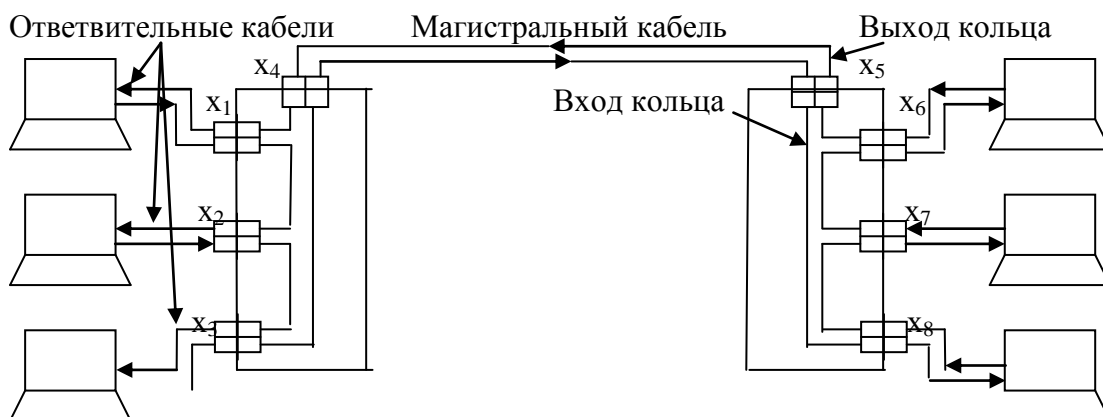 Ответвительные кабели
Магистральный кабель
Выход кольца
x₄
x₅
x₁
Вход кольца
x₆
x₂
x₇
x₃
x₈